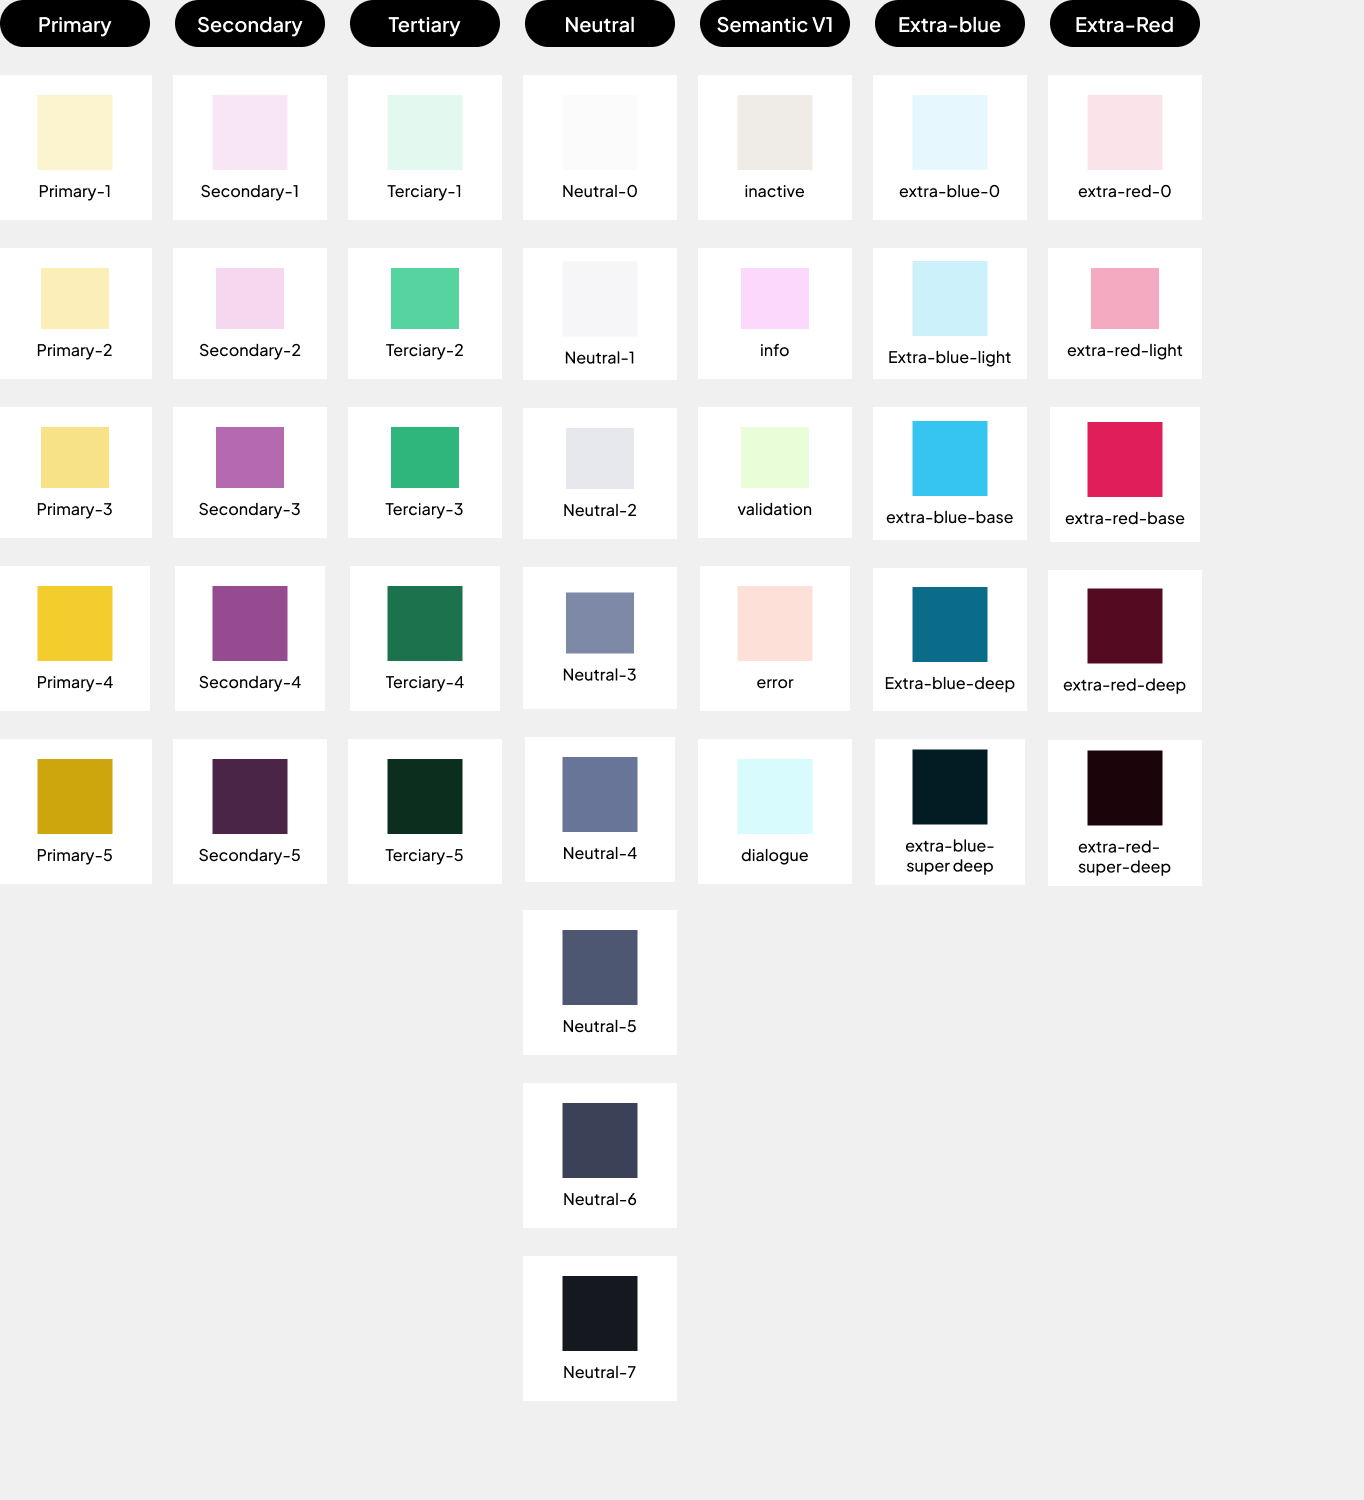 Primary
Secondary
Tertiary
Neutral
Semantic V1
Extra-blue
Extra-Red
Primary-1
Secondary-1
Terciary-1
Neutral-0
inactive
extra-blue-0
extra-red-0
Primary-2
Secondary-2
Terciary-2
Neutral-1
info
Extra-blue-light
extra-red-light
Primary-3
Secondary-3
Terciary-3
Neutral-2
validation
extra-blue-base
extra-red-base
Primary-4
Secondary-4
Terciary-4
Neutral-3
error
Extra-blue-deep
extra-red-deep
Primary-5
Secondary-5
Terciary-5
Neutral-4
dialogue
extra-blue-
super deep
extra-red-
super-deep
Neutral-5
Neutral-6
Neutral-7